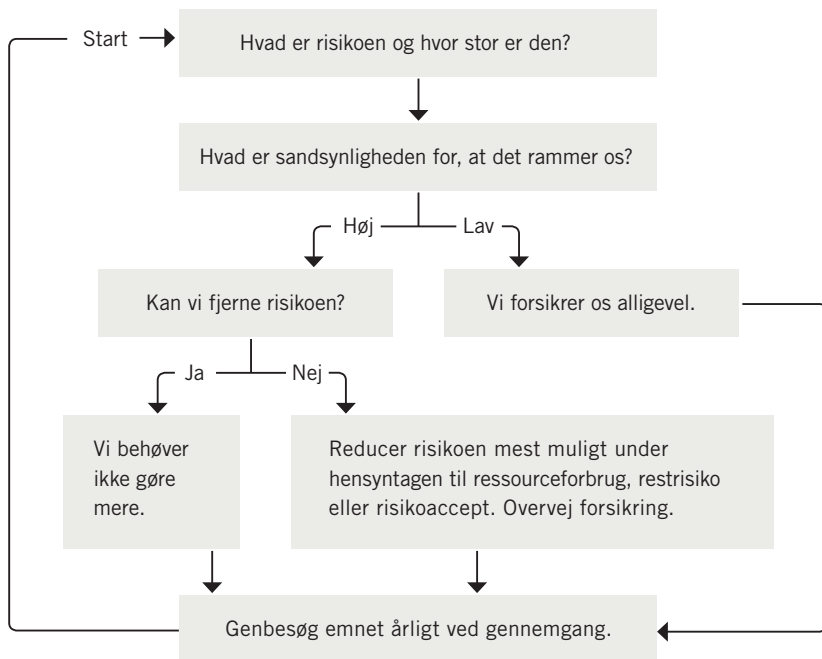 Start
Hvad er risikoen og hvor stor er den?
Hvad er sandsynligheden for, at det rammer os?
Høj
Lav
Kan vi fjerne risikoen?
Vi forsikrer os alligevel.
Ja
Nej
Vi behøver
ikke gøre
mere.
Reducer risikoen mest muligt under
hensyntagen til ressourceforbrug, restrisiko
eller risikoaccept. Overvej forsikring.
Genbesøg emnet årligt ved gennemgang.